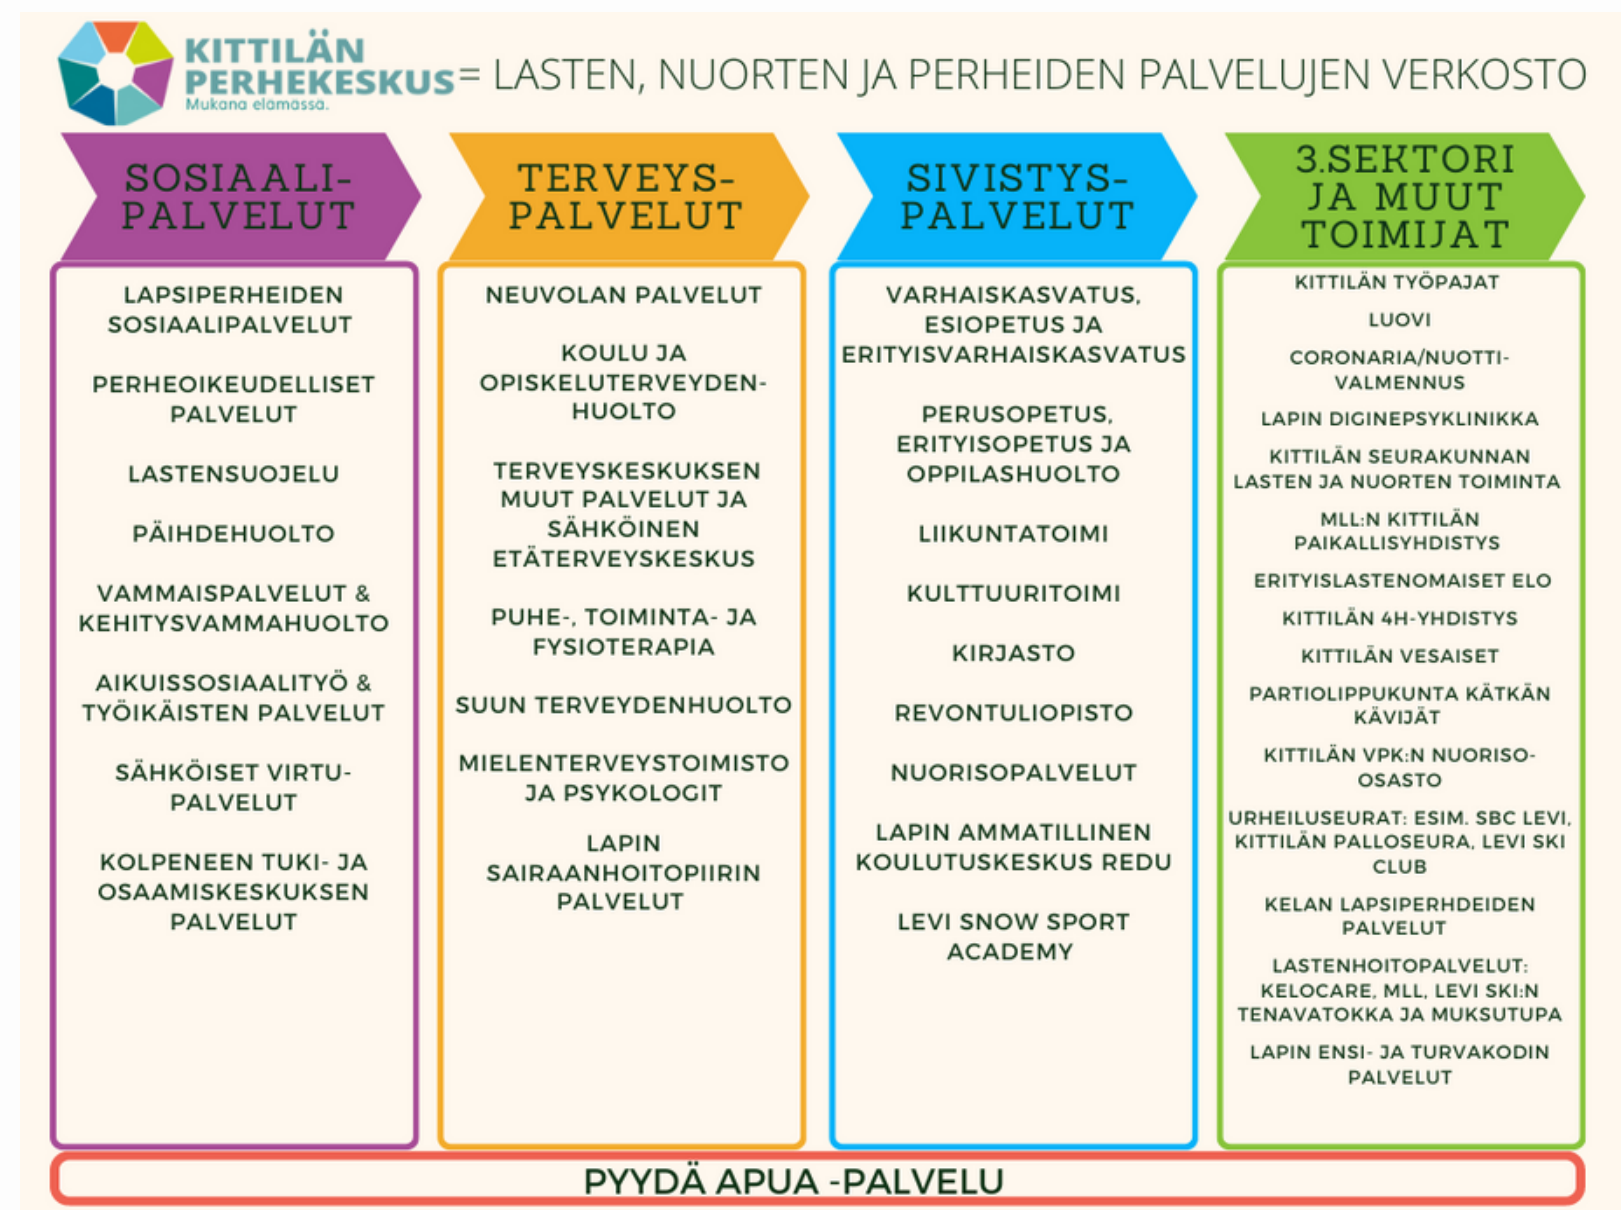 KITTILÄN
PERHEKESKUS
Mukana elämässä.
= LASTEN, NUORTEN JA PERHEIDEN PALVELUJEN VERKOSTO
SOSIAALI-
PALVELUT
LAPSIPERHEIDEN
SOSIAALIPALVELUT
PERHEOIKEUDELLISET
PALVELUT
LASTENSUOJELU
PÄIHDEHUOLTO
VAMMAISPALVELUT &
KEHITYSVAMMAHUOLTO
AIKUISSOSIAALITYÖ &
TYÖIKÄISTEN PALVELUT
SÄHKÖISET VIRTU-
PALVELUT
KOLPENEEN TUKI- JA
OSAAMISKESKUKSEN
PALVELUT
TERVEYS-
PALVELUT
NEUVOLAN PALVELUT
KOULU JA
OPISKELUTERVEYDEN-
HUOLTO
TERVEYSKESKUKSEN
MUUT PALVELUT JA
SÄHKÖINEN
ETÄTERVEYSKESKUS
PUHE-, TOIMINTA- JA
FYSIOTERAPIA
SUUN TERVEYDENHUOLTO
MIELENTERVEYSTOIMISTO
JA PSYKOLOGIT
LAPIN
SAIRAANHOITOPIIRIN
PALVELUT
SIVISTYS-
PALVELUT
VARHAISKASVATUS,
ESIOPETUS JA
ERITYISVARHAISKASVATUS
PERUSOPETUS,
ERITYISOPETUS JA
OPPILASHUOLTO
LIIKUNTATOIMI
KULTTUURITOIMI
KIRJASTO
REVONTULIOPISTO
NUORISOPALVELUT
LAPIN AMMATILLINEN
KOULUTUSKESKUS REDU
LEVI SNOW SPORT
ACADEMY
3.SEKTORI
JA MUUT
TOIMIJAT
KITTILÄN TYÖPAJAT
LUOVI
CORONARIA/NUOTTI-
VALMENNUS
LAPIN DIGINEPSYKLINIKKA
KITTILÄN SEURAKUNNAN
LASTEN JA NUORTEN TOIMINTA
MLL:N KITTILÄN
PAIKALLISYHDISTYS
ERITYISLASTENOMAISET ELO
KITTILÄN 4H-YHDISTYS
KITTILÄN VESAISET
PARTIOLIPPUKUNTA KÄTKÄN
KÄVIJÄT
KITTILÄN VPK:N NUORISO-
OSASTO
URHEILUSEURAT: ESIM. SBC LEVI,
KITTILÄN PALLOSEURA, LEVI SKI
CLUB
KELAN LAPSIPERHDEIDEN
PALVELUT
LASTENHOITOPALVELUT:
KELOCARE, MLL, LEVI SKI:N
TENAVATOKKA JA MUKSUTUPA
LAPIN ENSI- JA TURVAKODIN
PALVELUT
PYYDÄ APUA -PALVELU